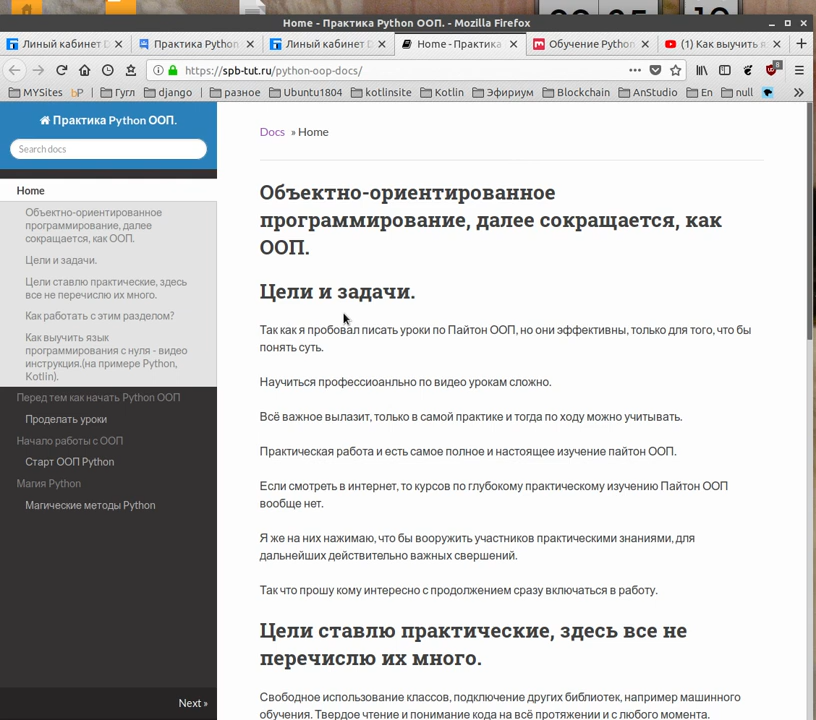 Home - Практика Python ООП. - Mozilla Firefox
Линый кабинет D
Практика Python
Линый кабинет D
Home - Практика
Обучение Python
(1) Как выучить я
https://spb-tut.ru/python-oop-docs/
8
MYSites
bP
Гугл
django
разное
Ubuntu1804
kotlinsite
Kotlin
Эфириум
Blockchain
AnStudio
En
null
Практика Python ООП.
Search docs
Home
Объектно-ориентированное
программирование, далее
сокращается, как ООП.
Цели и задачи.
Цели ставлю практические, здесь
все не перечислю их много.
Как работать с этим разделом?
Как выучить язык
программирования с нуля - видео
инструкция.(на примере Python,
Kotlin).
Перед тем как начать Python ООП
Проделать уроки
Начало работы с ООП
Старт ООП Python
Магия Python
Магические методы Python
Next »
Docs » Home
Объектно-ориентированное
программирование, далее сокращается, как
ООП.
Цели и задачи.
Так как я пробовал писать уроки по Пайтон ООП, но они эффективны, только для того, что бы
понять суть.
Научиться профессиоанльно по видео урокам сложно.
Всё важное вылазит, только в самой практике и тогда по ходу можно учитывать.
Практическая работа и есть самое полное и настоящее изучение пайтон ООП.
Если смотреть в интернет, то курсов по глубокому практическому изучению Пайтон ООП
вообще нет.
Я же на них нажимаю, что бы вооружить участников практическими знаниями, для
дальнейших действительно важных свершений.
Так что прошу кому интересно с продолжением сразу включаться в работу.
Цели ставлю практические, здесь все не
перечислю их много.
Свободное использование классов, подключение других библиотек, например машинного
обучения. Твердое чтение и понимание кода на всё протяжении и с любого момента.